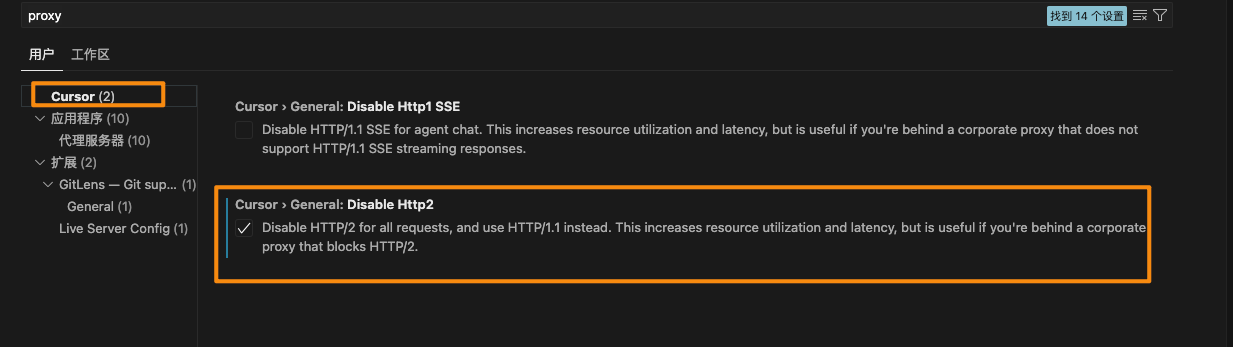 proxy
找到 14 个设置
用户 工作区
Cursor (2)
应用程序 (10)
代理服务器 (10)
扩展 (2)
GitLens — Git sup... (1)
General (1)
Live Server Config (1)
Cursor › General: Disable Http1 SSE
Disable HTTP/1.1 SSE for agent chat. This increases resource utilization and latency, but is useful if you're behind a corporate proxy that does not
support HTTP/1.1 SSE streaming responses.
Cursor › General: Disable Http2
Disable HTTP/2 for all requests, and use HTTP/1.1 instead. This increases resource utilization and latency, but is useful if you're behind a corporate
proxy that blocks HTTP/2.